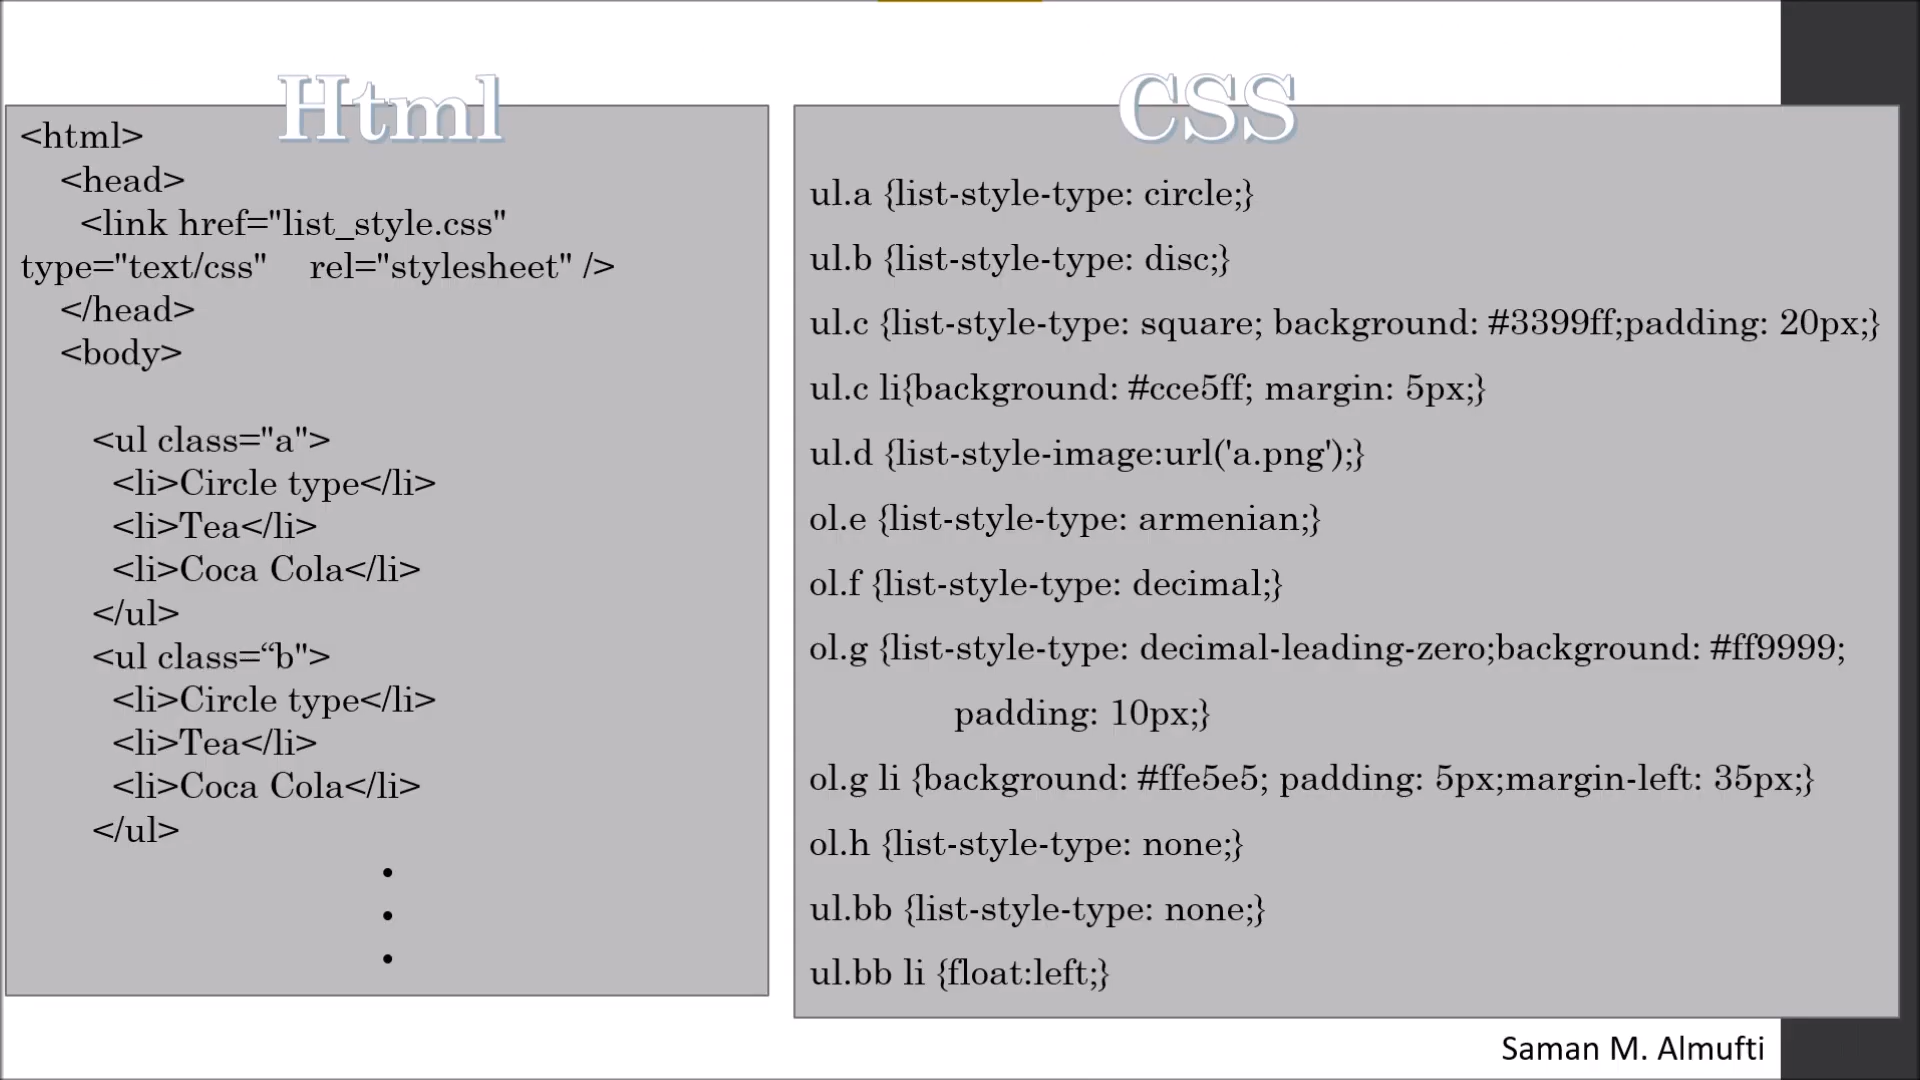 Html
<html>
<head>
<link href="list_style.css"
type="text/css" rel="stylesheet" />
</head>
<body>
<ul class="a">
<li>Circle type</li>
<li>Tea</li>
<li>Coca Cola</li>
</ul>
<ul class=“b">
<li>Circle type</li>
<li>Tea</li>
<li>Coca Cola</li>
</ul>
•
•
•
CSS
ul.a {list-style-type: circle;}
ul.b {list-style-type: disc;}
ul.c {list-style-type: square; background: #3399ff;padding: 20px;}
ul.c li{background: #cce5ff; margin: 5px;}
ul.d {list-style-image:url('a.png');}
ol.e {list-style-type: armenian;}
ol.f {list-style-type: decimal;}
ol.g {list-style-type: decimal-leading-zero;background: #ff9999;
padding: 10px;}
ol.g li {background: #ffe5e5; padding: 5px;margin-left: 35px;}
ol.h {list-style-type: none;}
ul.bb {list-style-type: none;}
ul.bb li {float:left;}
Saman M. Almufti